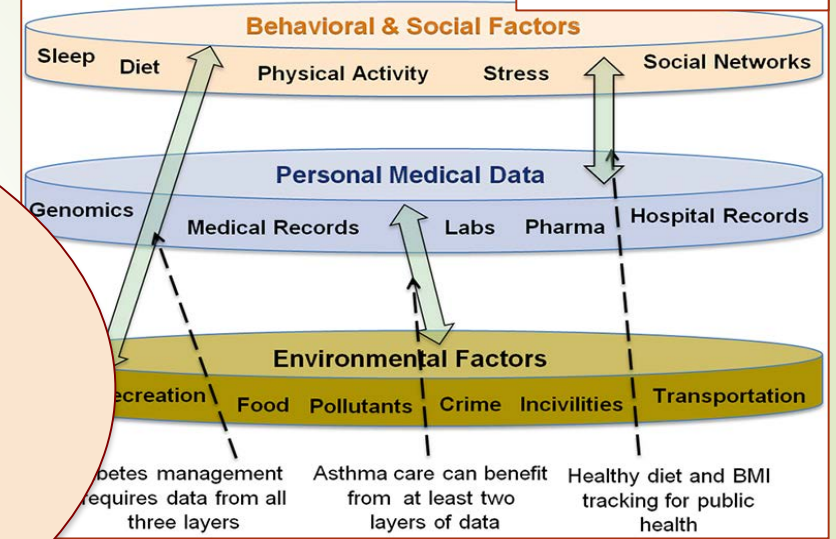 Behavioral & Social Factors
Sleep Diet Physical Activity Stress Social Networks
Personal Medical Data
Genomics Medical Records Labs Pharma Hospital Records
Environmental Factors
ecreation Food Pollutants Crime Incivilities Transportation
betes management
requires data from all
three layers
Asthma care can benefit
from at least two
layers of data
Healthy diet and BMI
tracking for public
health